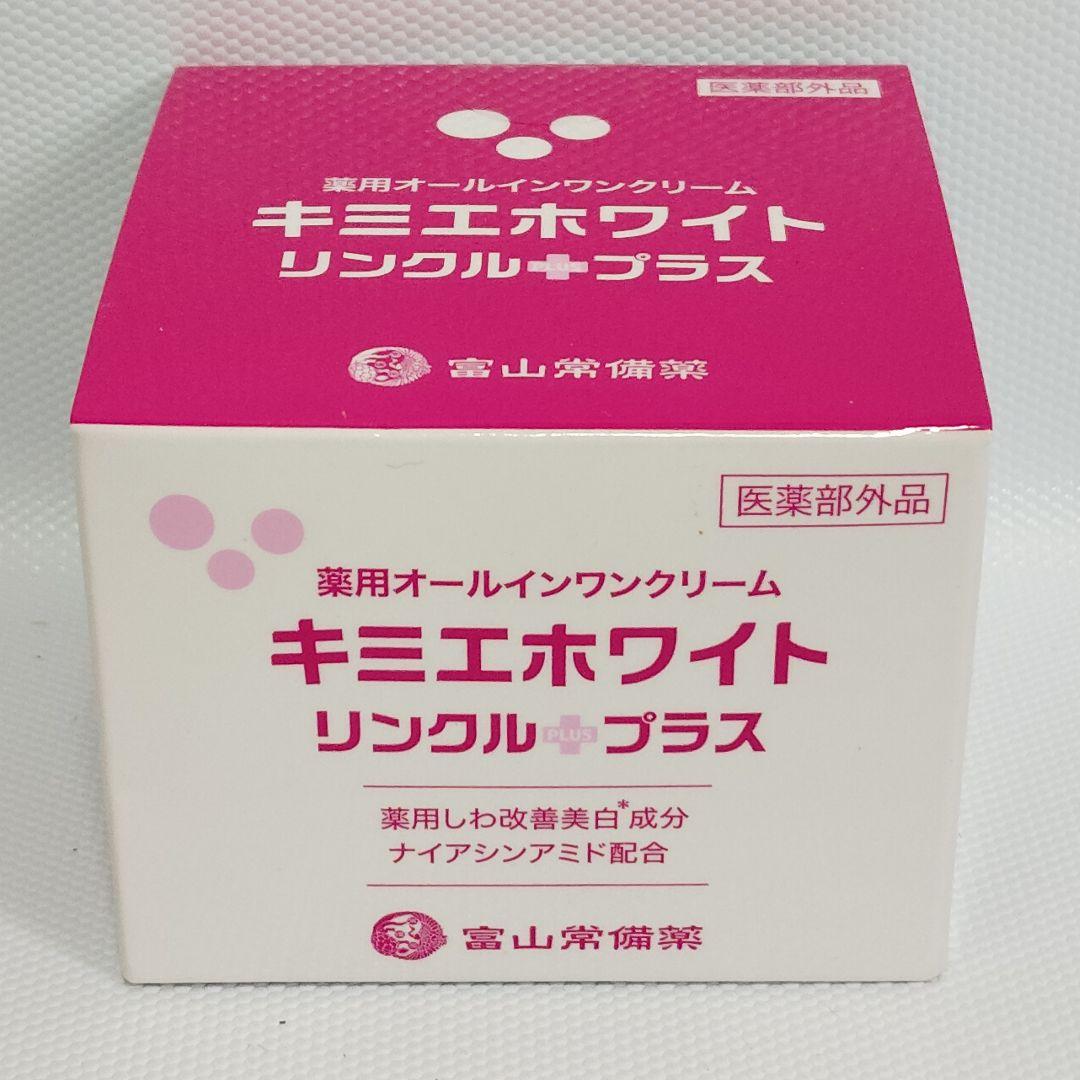 医薬部外品
薬用オールインワンクリーム
キミエホワイト
リンクルPLUSプラス
富山常備薬
医薬部外品
薬用オールインワンクリーム
キミエホワイト
リンクルPLUSプラス
薬用しわ改善美白*成分
ナイアシンアミド配合
富山常備薬